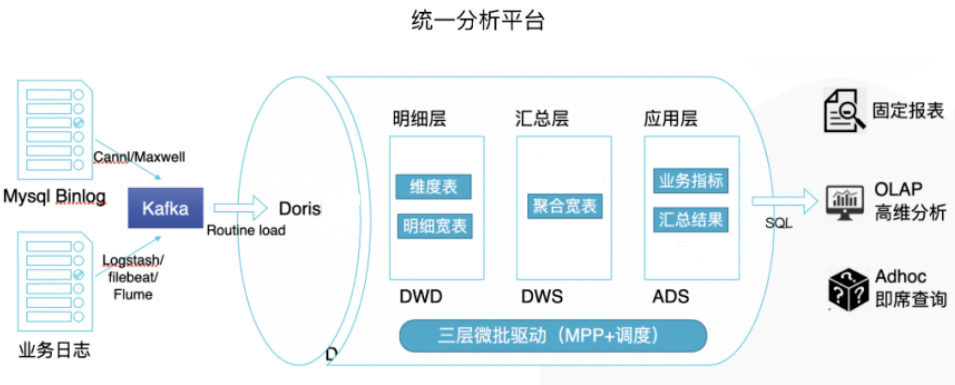 统一分析平台
Mysql Binlog
Cannl/Maxwell
Kafka
Logstash/
filebeat/
Flume
业务日志
Routine load
Doris
D
明细层
维度表
明细宽表
DWD
汇总层
聚合宽表
DWS
应用层
业务指标
汇总结果
ADS
三层微批驱动（MPP+调度）
SQL
固定报表
OLAP
高维分析
Adhoc
即席查询